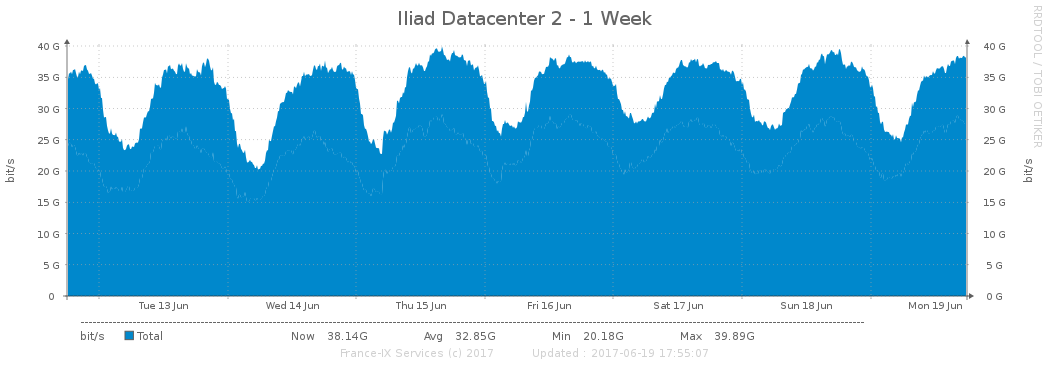 Iliad Datacenter 2 - 1 Week
RRDTOOL / TOBI OETIKER
40 G 40 G
35 G 35 G
30 G 30 G
25 G 25 G
20 G 20 G
15 G 15 G
10 G 10 G
5 G 5 G
0 0 G
bit/s bit/s
Tue 13 Jun Wed 14 Jun Thu 15 Jun Fri 16 Jun Sat 17 Jun Sun 18 Jun Mon 19 Jun
bit/s Total Now 38.14G Avg 32.85G Min 20.18G Max 39.89G
France-IX Services (c) 2017 Updated : 2017-06-19 17:55:07